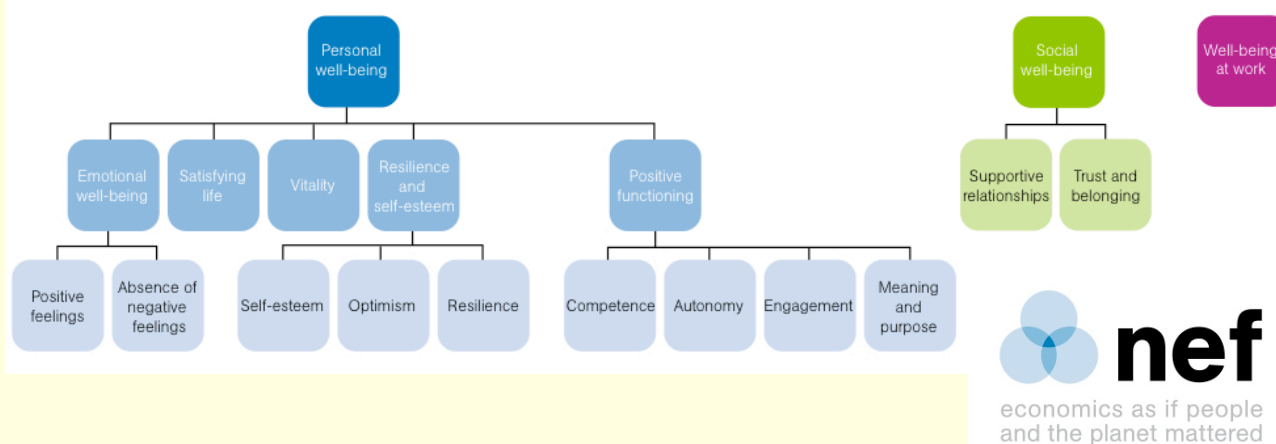 Personal
well-being
Social
well-being
Well-being
at work
Emotional
well-being
Satisfying
life
Vitality
Resilience
and
self-esteem
Positive
functioning
Supportive
relationships
Trust and
belonging
Positive
feelings
Absence of
negative
feelings
Self-esteem
Optimism
Resilience
Competence
Autonomy
Engagement
Meaning
and
purpose
nef
economics as if people
and the planet mattered